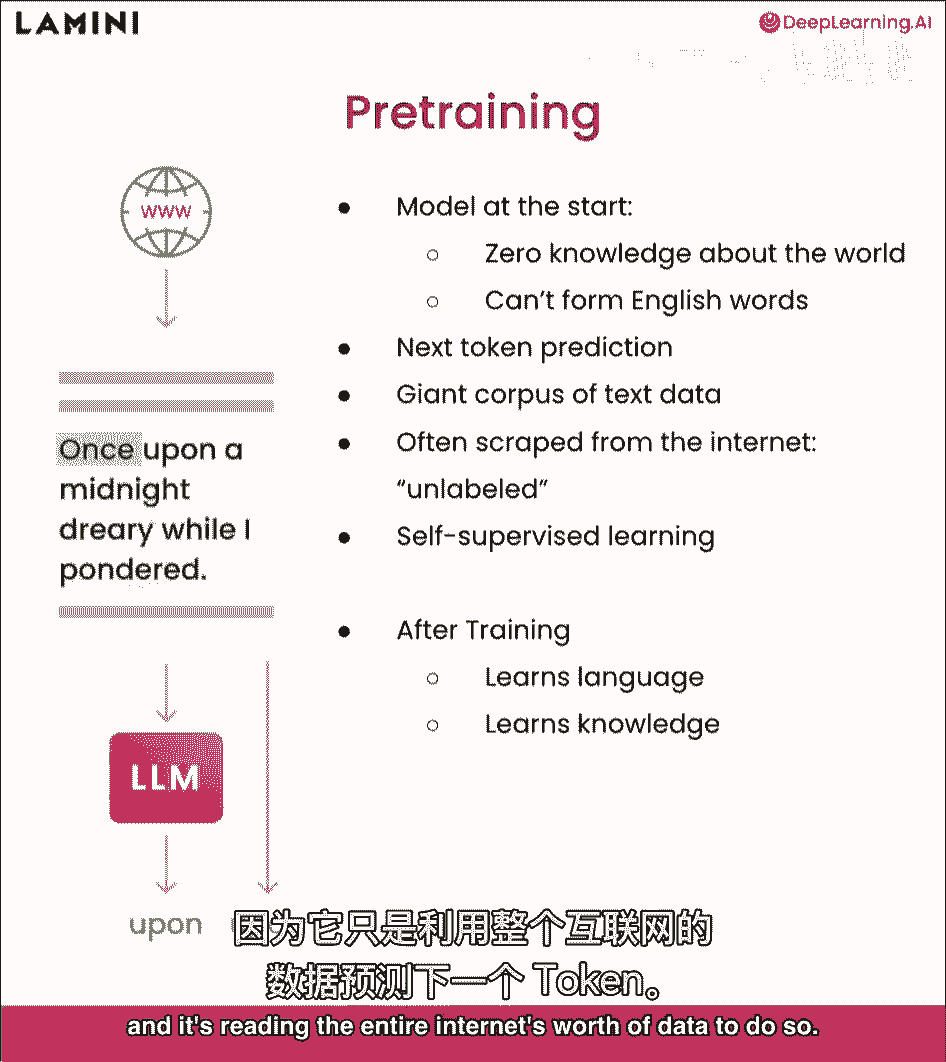 LAMINI
DeepLearning.AI
Pretraining
www
Once upon a
midnight
dreary while I
pondered.
LLM
upon
● Model at the start:
○ Zero knowledge about the world
○ Can’t form English words
● Next token prediction
● Giant corpus of text data
● Often scraped from the internet:
“unlabeled”
● Self-supervised learning
● After Training
○ Learns language
○ Learns knowledge
因为它只是利用整个互联网的
数据预测下一个 Token。
and it's reading the entire internet's worth of data to do so.